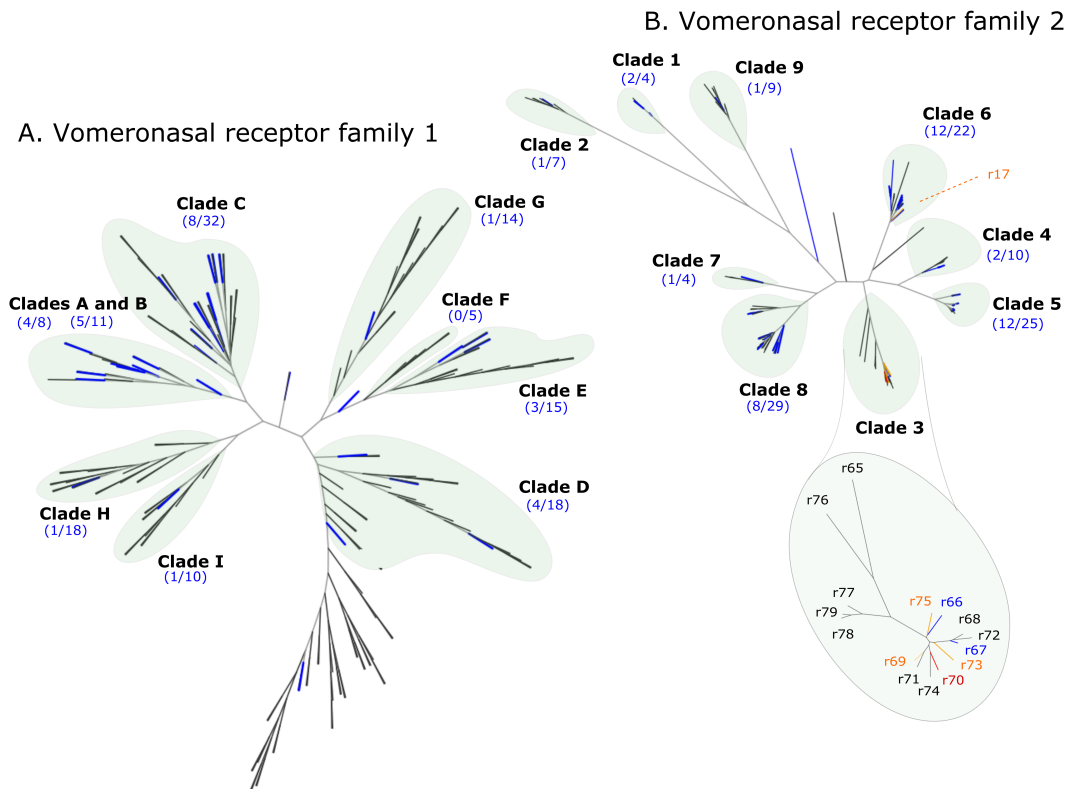 B. Vomeronasal receptor family 2
Clade 1
(2/4)
Clade 9
(1/9)
Clade 6
(12/22)
Clade 2
(1/7)
r17
A. Vomeronasal receptor family 1
Clade C
(8/32)
Clade G
(1/14)
Clade 4
(2/10)
Clade 7
(1/4)
Clades A and B
(4/8) (5/11)
Clade F
(0/5)
Clade 5
(12/25)
Clade E
(3/15)
Clade 8
(8/29)
Clade 3
Clade D
(4/18)
Clade H
(1/18)
Clade I
(1/10)
r65
r76
r77
r79
r78
r75
r66
r68
r72
r67
r73
r69
r71
r70
r74